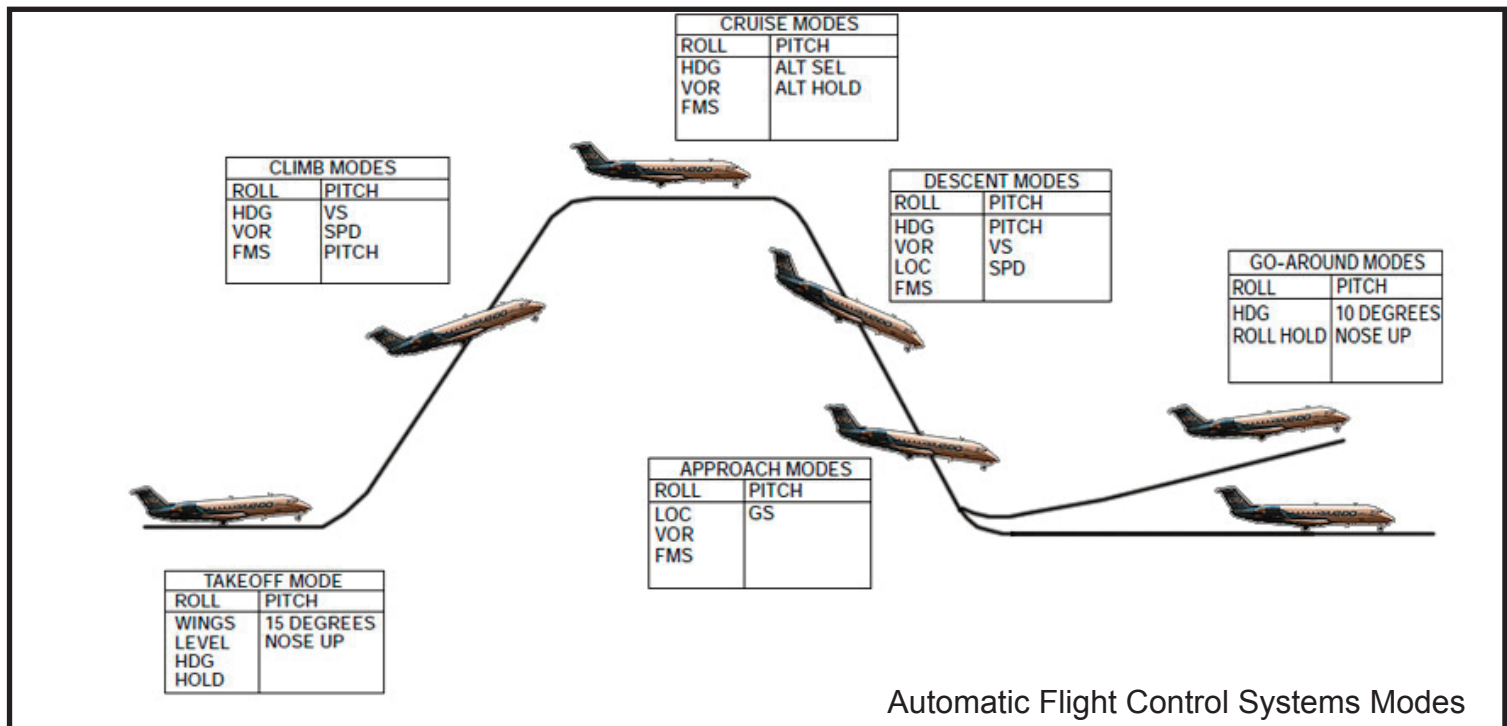 CRUISE MODES
ROLL PITCH
HDG ALT SEL
VOR ALT HOLD
FMS
CLIMB MODES
ROLL PITCH
HDG VS
VOR SPD
FMS PITCH
DESCENT MODES
ROLL PITCH
HDG PITCH
VOR VS
LOC SPD
FMS
GO-AROUND MODES
ROLL PITCH
HDG 10 DEGREES
ROLL HOLD NOSE UP
APPROACH MODES
ROLL PITCH
LOC GS
VOR
FMS
TAKEOFF MODE
ROLL PITCH
WINGS 15 DEGREES
LEVEL NOSE UP
HDG
HOLD
Automatic Flight Control Systems Modes